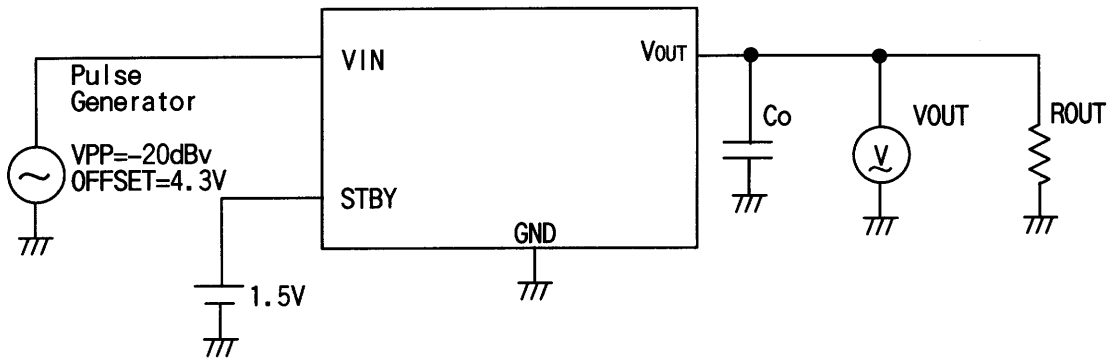 VIN
VOUT
Pulse
Generator
VPP=-20dBv
OFFSET=4.3V
Co
VOUT
ROUT
V
STBY
GND
1.5V